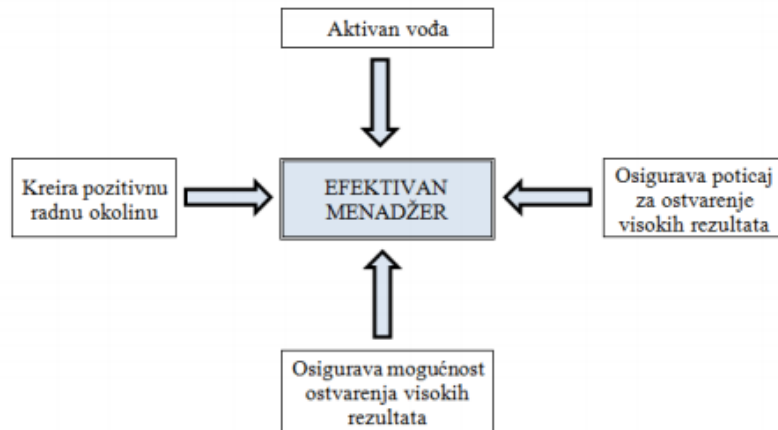 Aktivan vođa
Kreira pozitivnu
radnu okolinu
EFEKTIVAN
MENADŽER
Osigurava poticaj
za ostvarenje
visokih rezultata
Osigurava mogućnost
ostvarenja visokih
rezultata